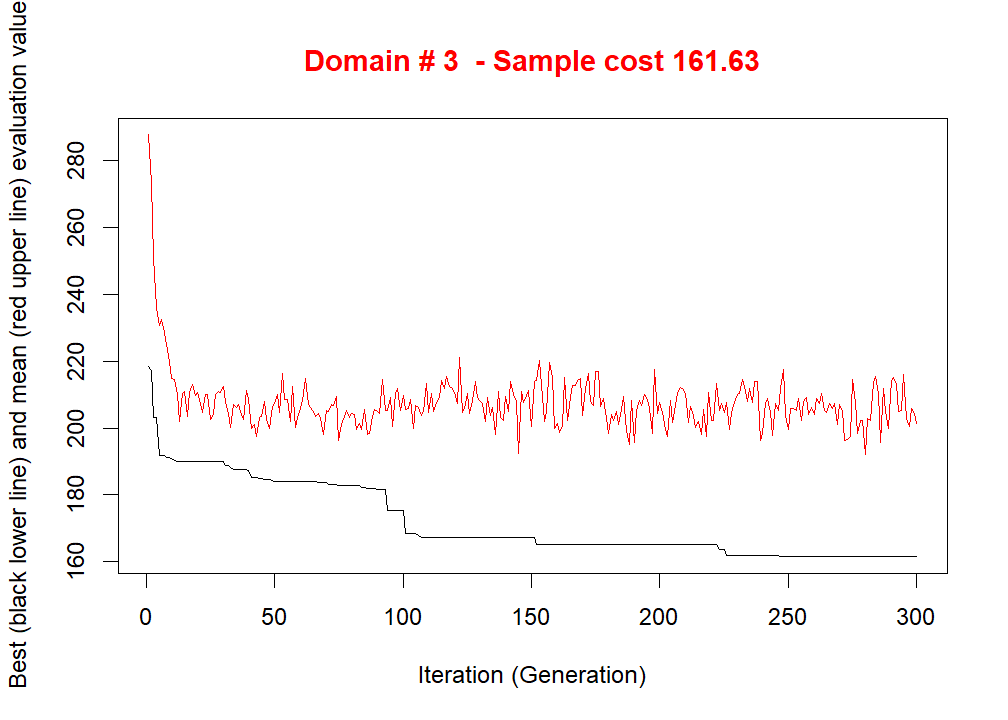 Domain # 3  - Sample cost 161.63
Best (black lower line) and mean (red upper line) evaluation value
280
260
240
220
200
180
160
0 50 100 150 200 250 300
Iteration (Generation)